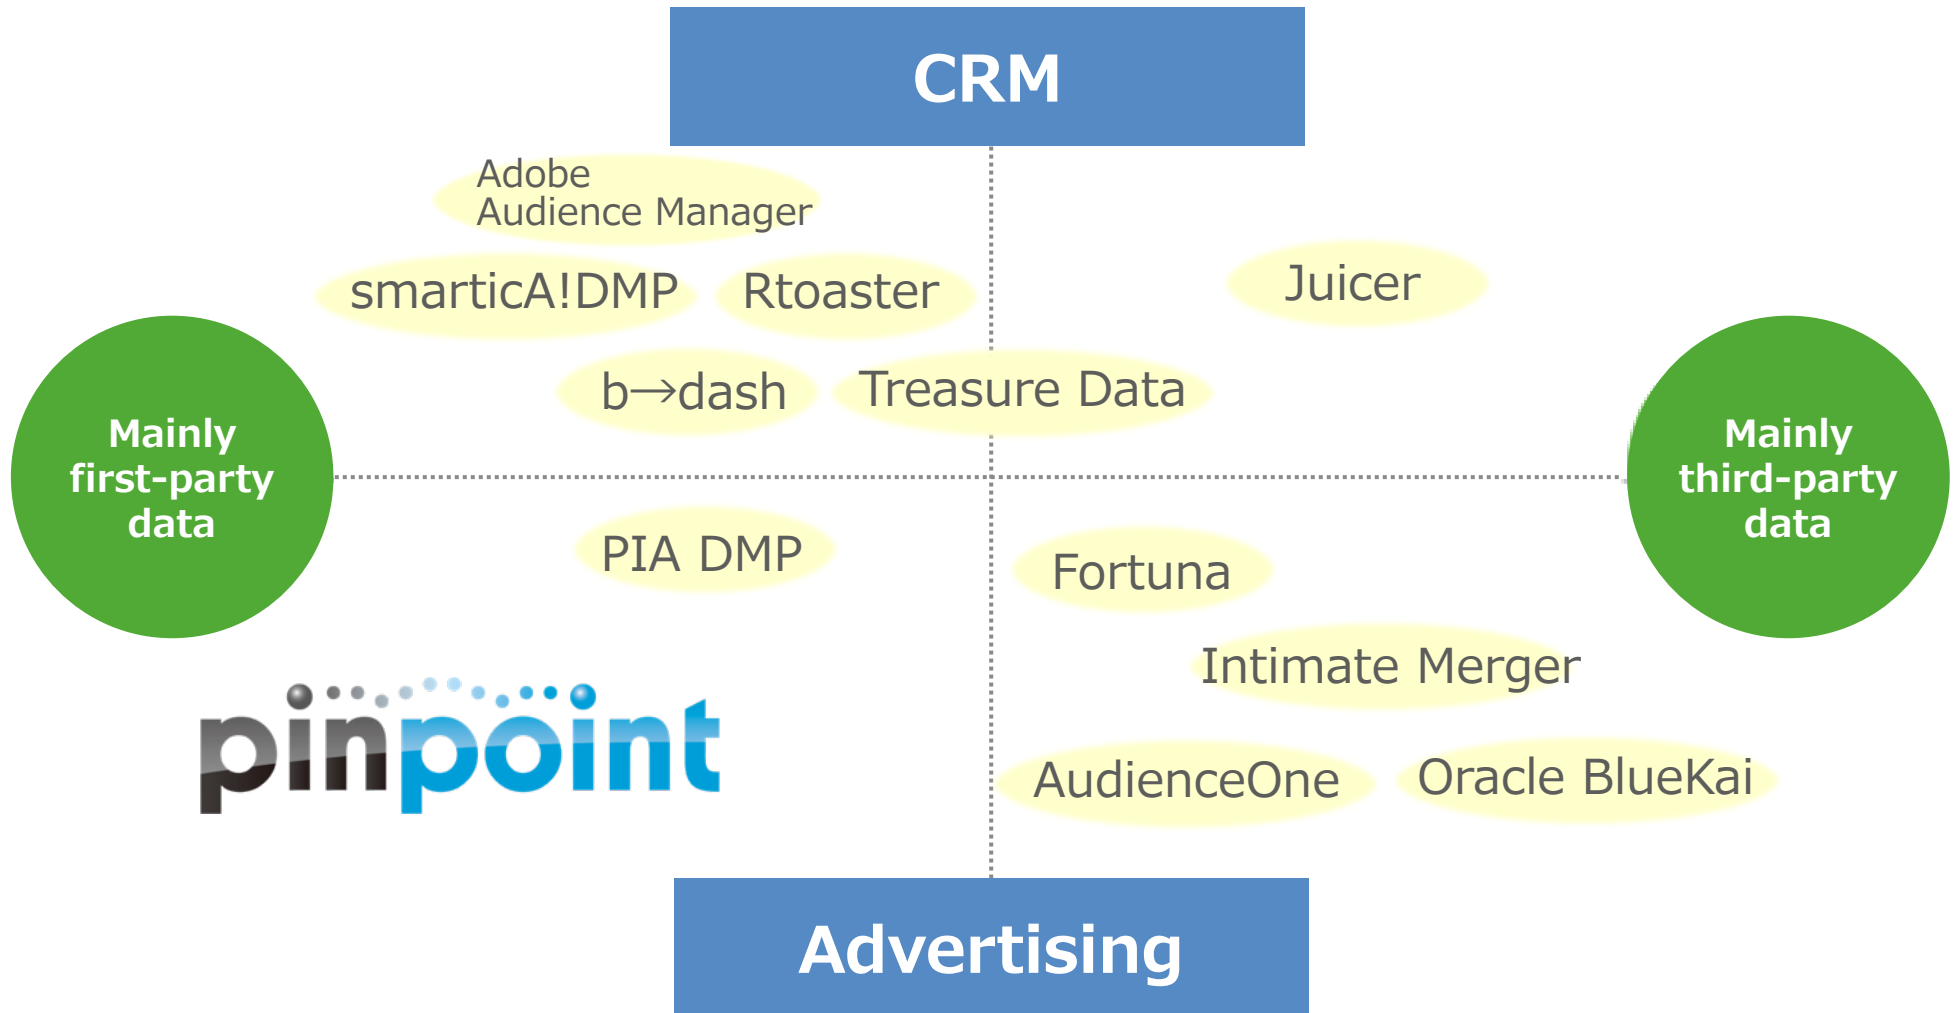 CRM
Adobe
Audience Manager
smarticA!DMP
Rtoaster
Juicer
b→dash
Treasure Data
Mainly
first-party
data
Mainly
third-party
data
PIA DMP
Fortuna
Intimate Merger
pinpoint
AudienceOne
Oracle BlueKai
Advertising